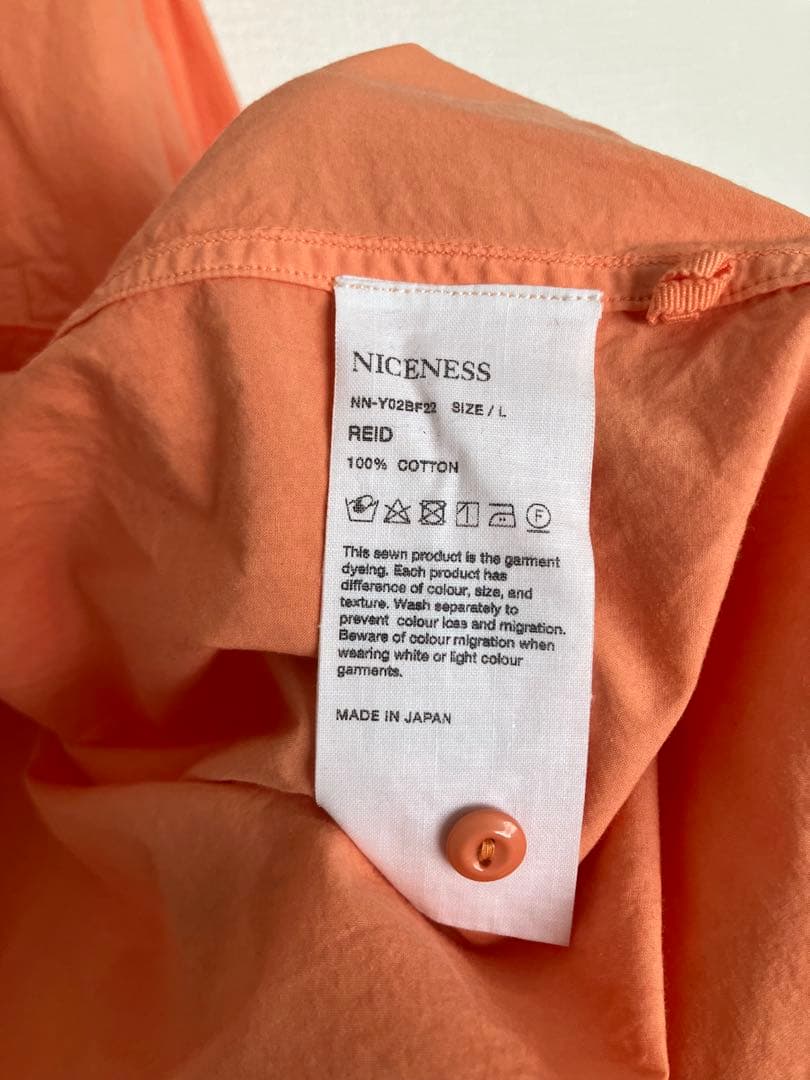 NICENESS
NN-Y02BF22 SIZE / L
REID
100% COTTON
F
This sewn product is the garment
dyeing. Each product has
difference of colour, size, and
texture. Wash separately to
prevent colour loss and migration.
Beware of colour migration when
wearing white or light colour
garments.
MADE IN JAPAN